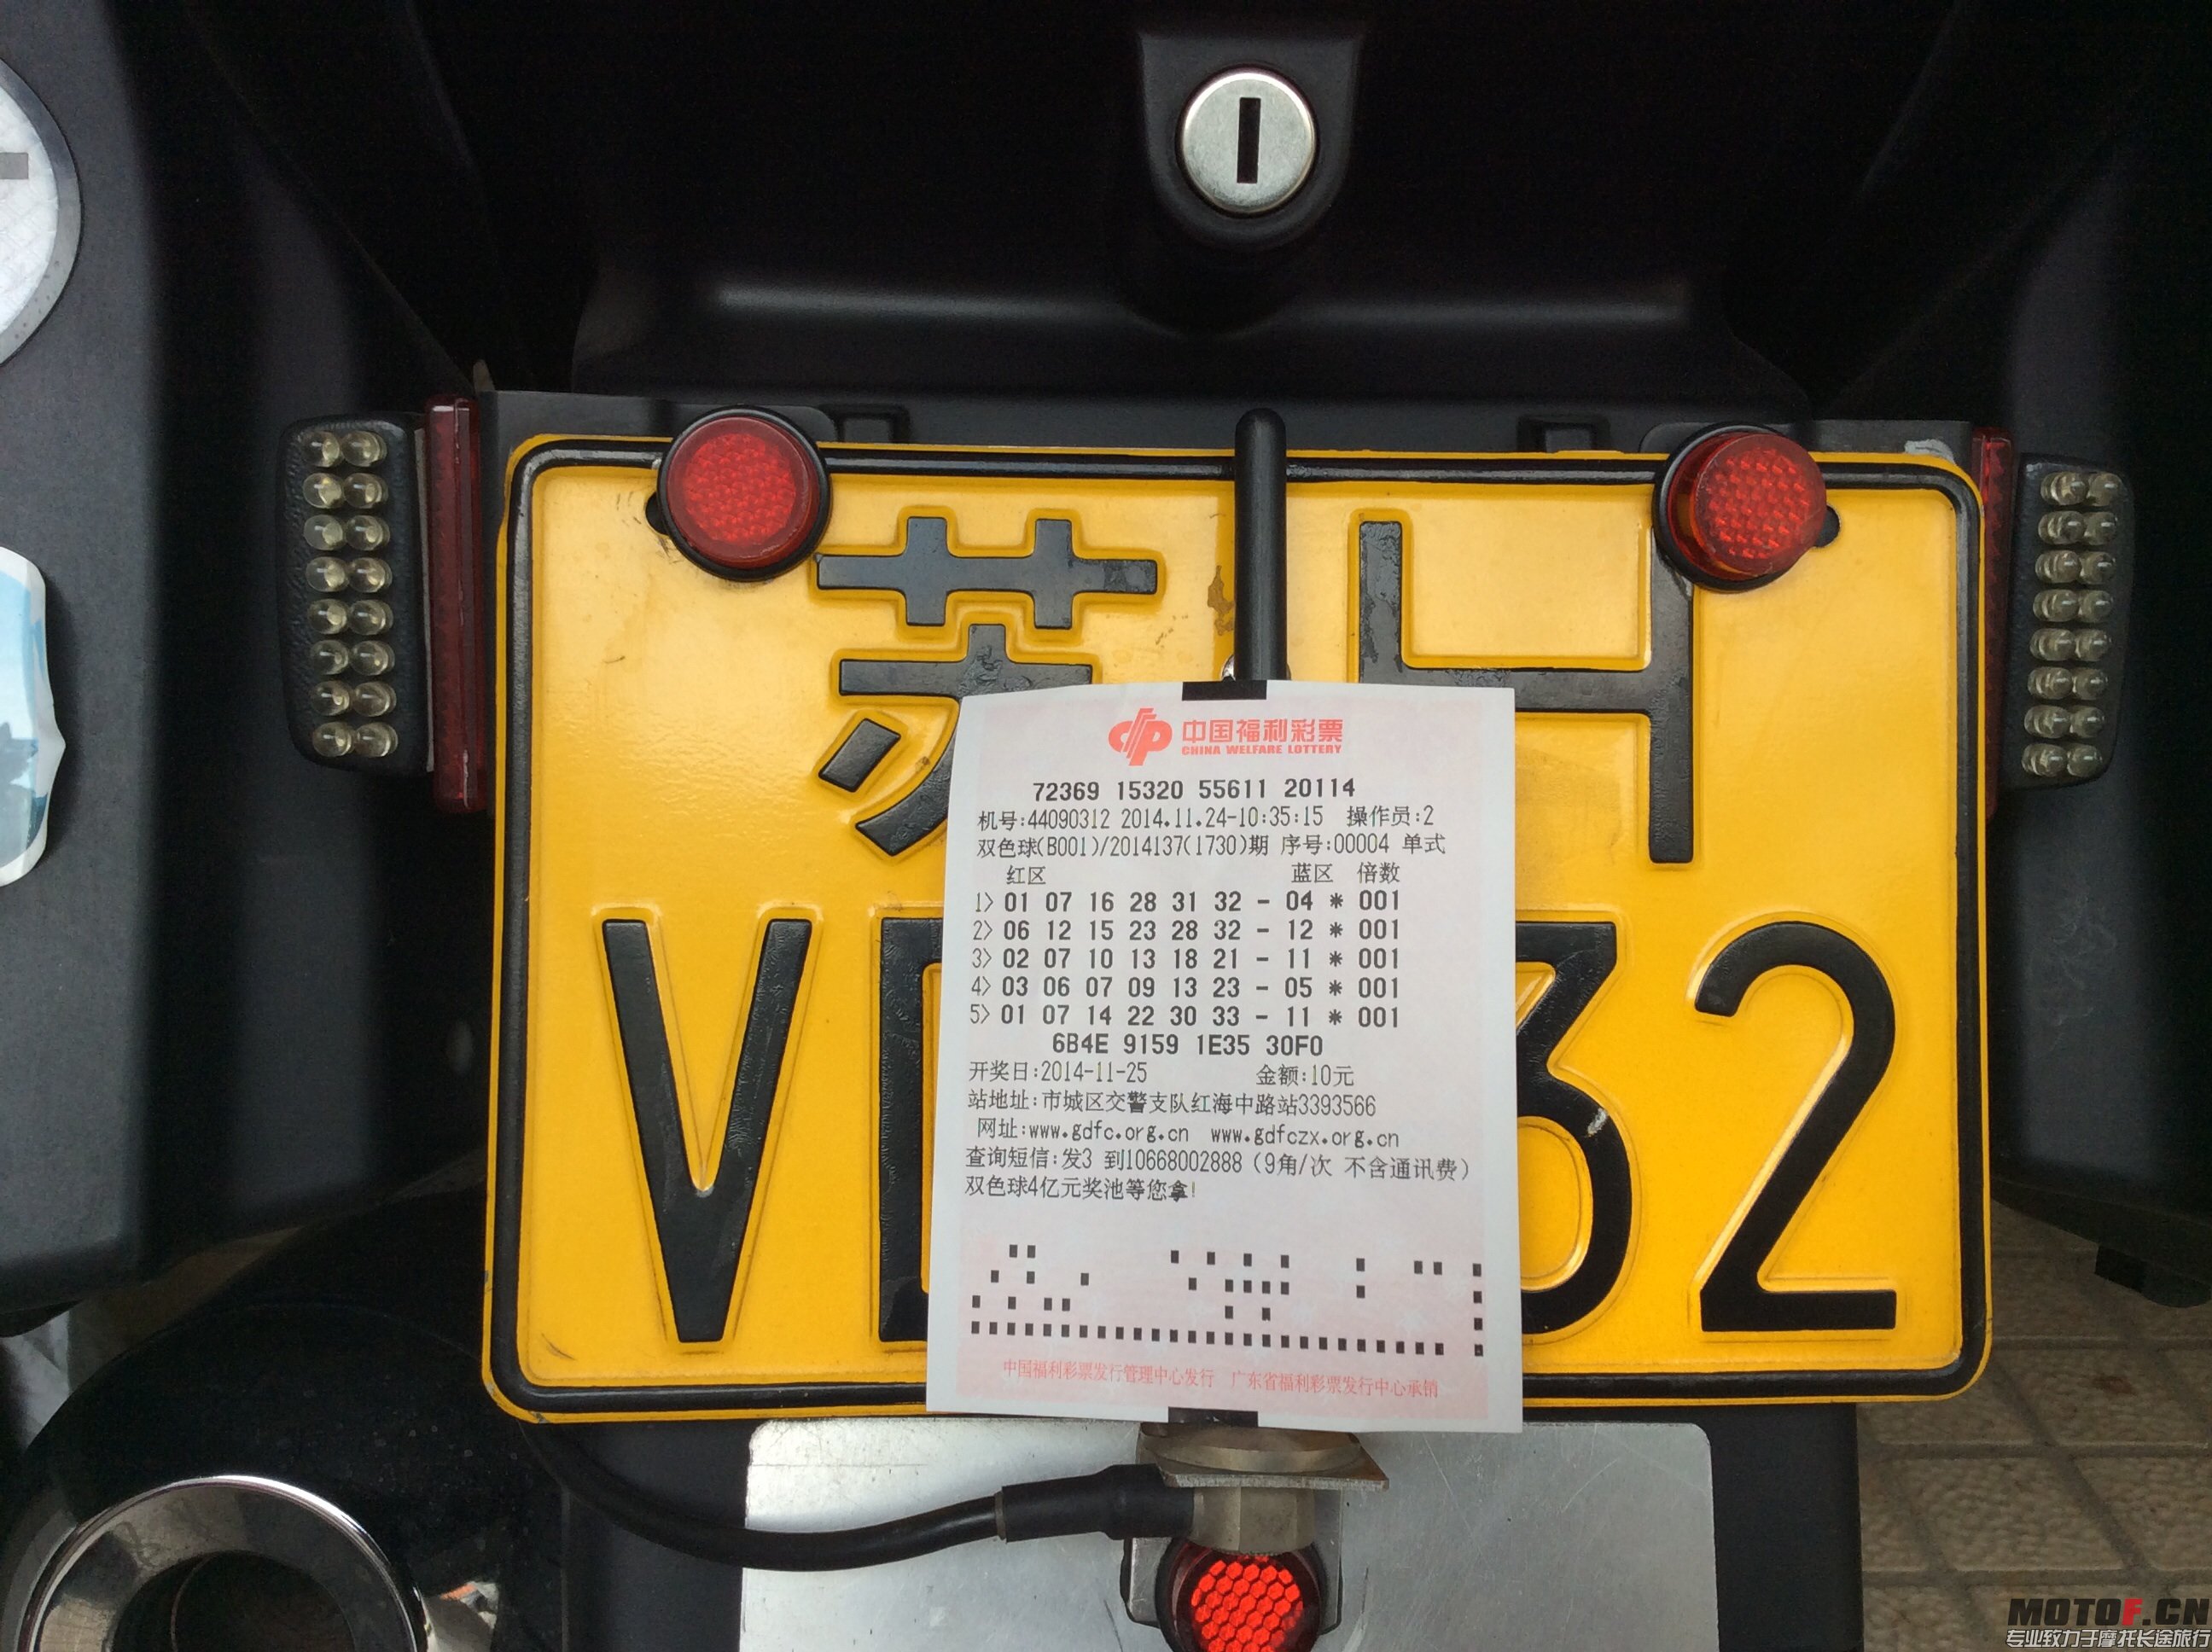 苏 H
V
32
中国福利彩票
CHINA WELFARE LOTTERY
72369 15320 55611 20114
机号:44090312 2014.11.24-10:35:15 操作员:2
双色球(B001)/2014137(1730)期 序号:00004 单式
红区 蓝区 倍数
1> 01 07 16 28 31 32 - 04 * 001
2> 06 12 15 23 28 32 - 12 * 001
3> 02 07 10 13 18 21 - 11 * 001
4> 03 06 07 09 13 23 - 05 * 001
5> 01 07 14 22 30 33 - 11 * 001
6B4E 9159 1E35 30F0
开奖日:2014-11-25 金额:10元
站地址:市城区交警支队红海中路站3393566
网址:www.gdfc.org.cn www.gdfczx.org.cn
查询短信:发3 到10668002888 (9角/次 不含通讯费)
双色球4亿元奖池等您拿!
中国福利彩票发行管理中心发行 广东省福利彩票发行中心承销
MOTOF.CN
专业致力于摩托长途旅行